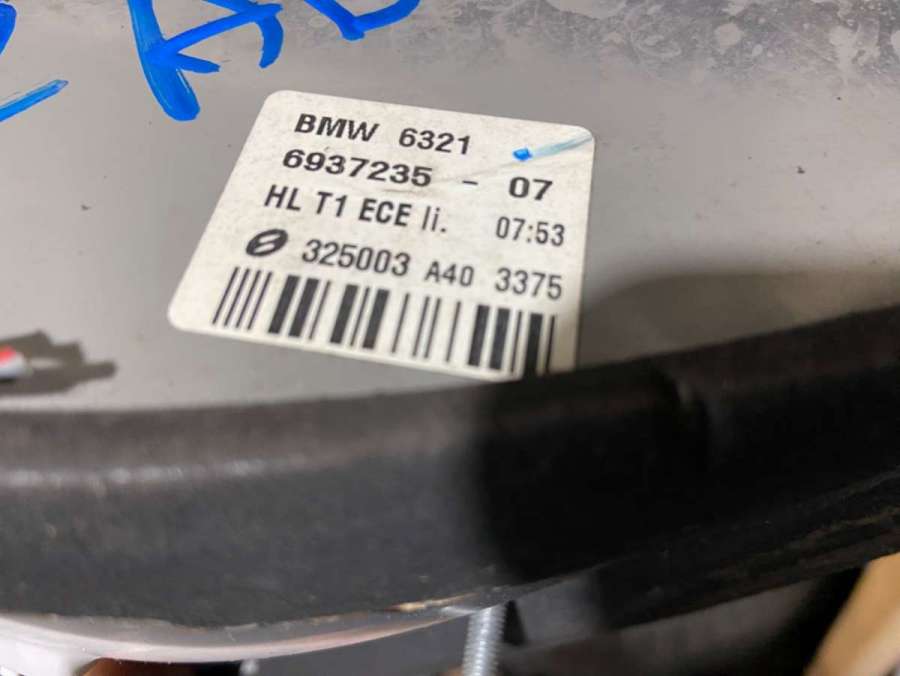 BMW 6321
6937235 - 07
HL T1 ECE li. 07:53
325003 A40 3375